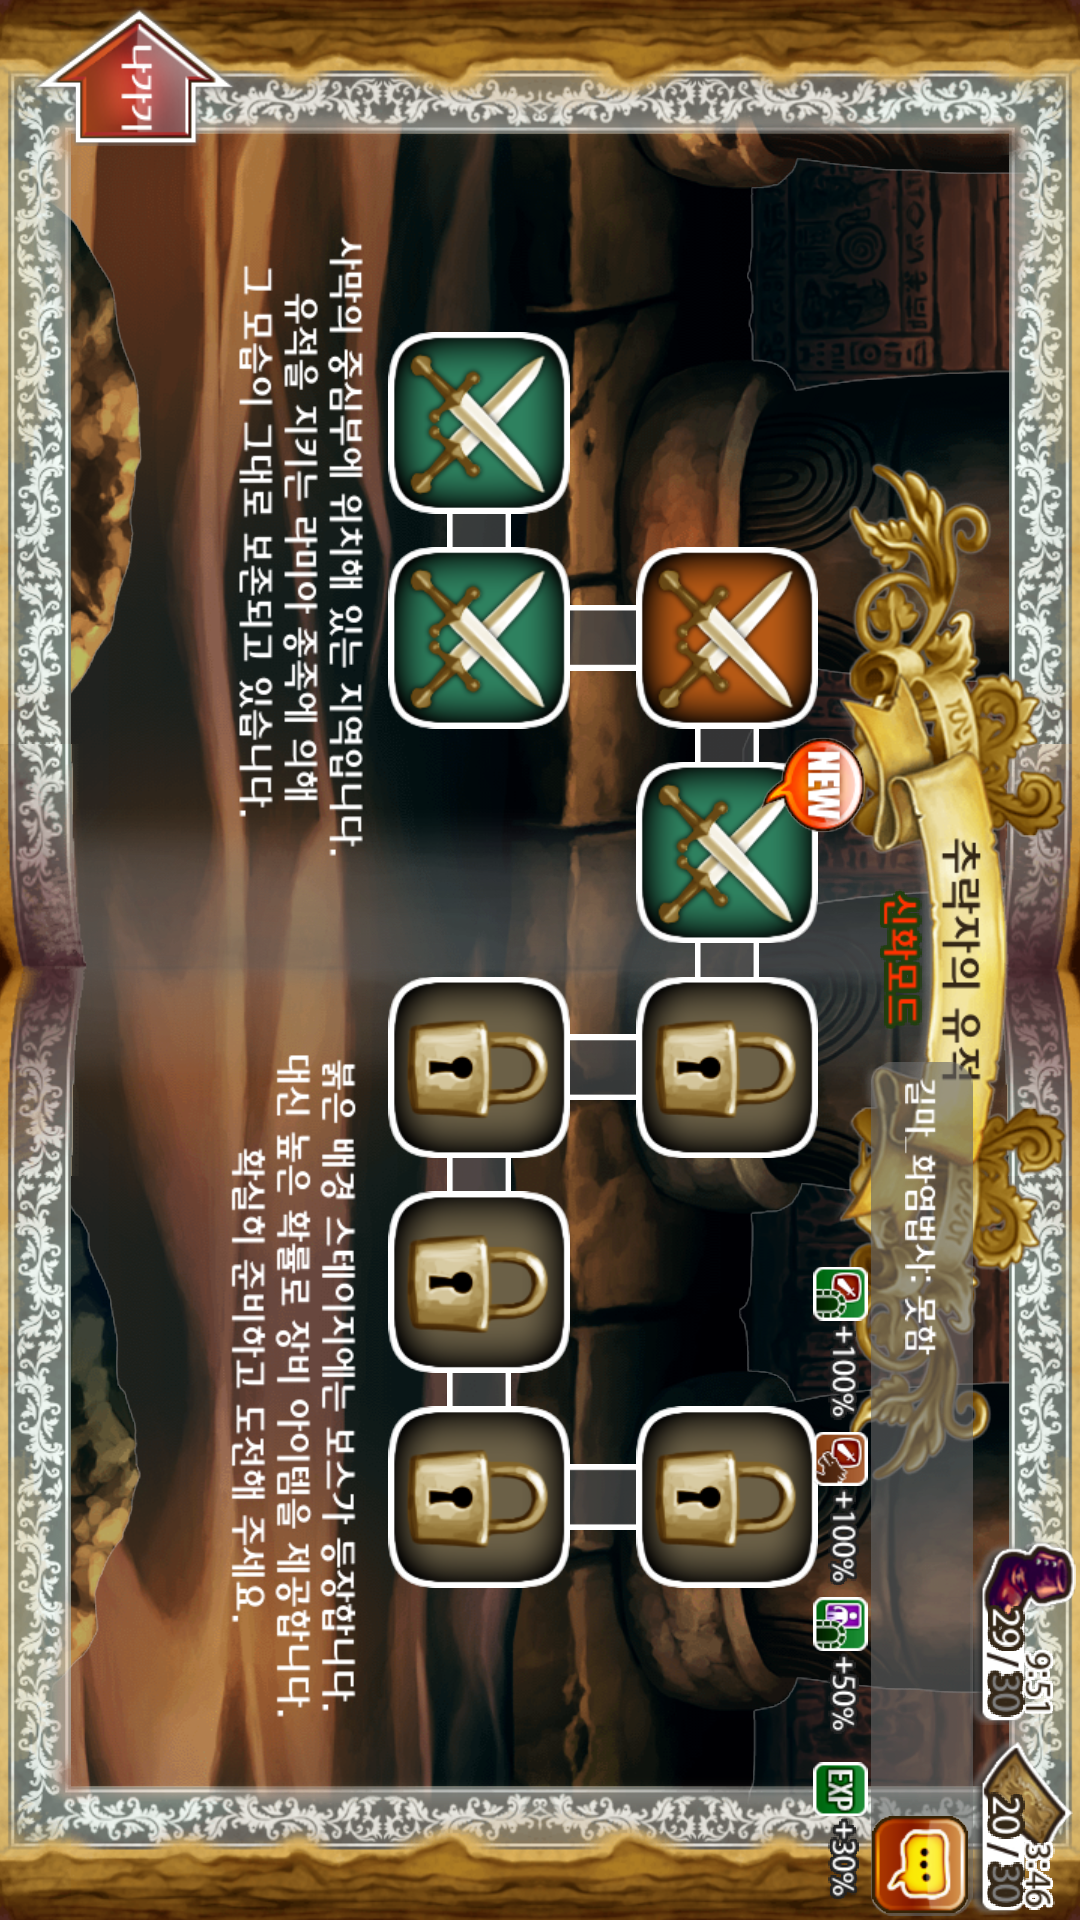 9:51
29/30
3:46
20/30
추락자의 유적
신화모드
길마_화염법사: 못함
+100%
+100%
+50%
EXP +30%
NEW
사막의 중심부에 위치해 있는 지역입니다.
유적을 지키는 라미아 종족에 의해
그 모습이 그대로 보존되고 있습니다.
붉은 배경 스테이지에는 보스가 등장합니다.
대신 높은 확률로 장비 아이템을 제공합니다.
확실히 준비하고 도전해 주세요.
나가기